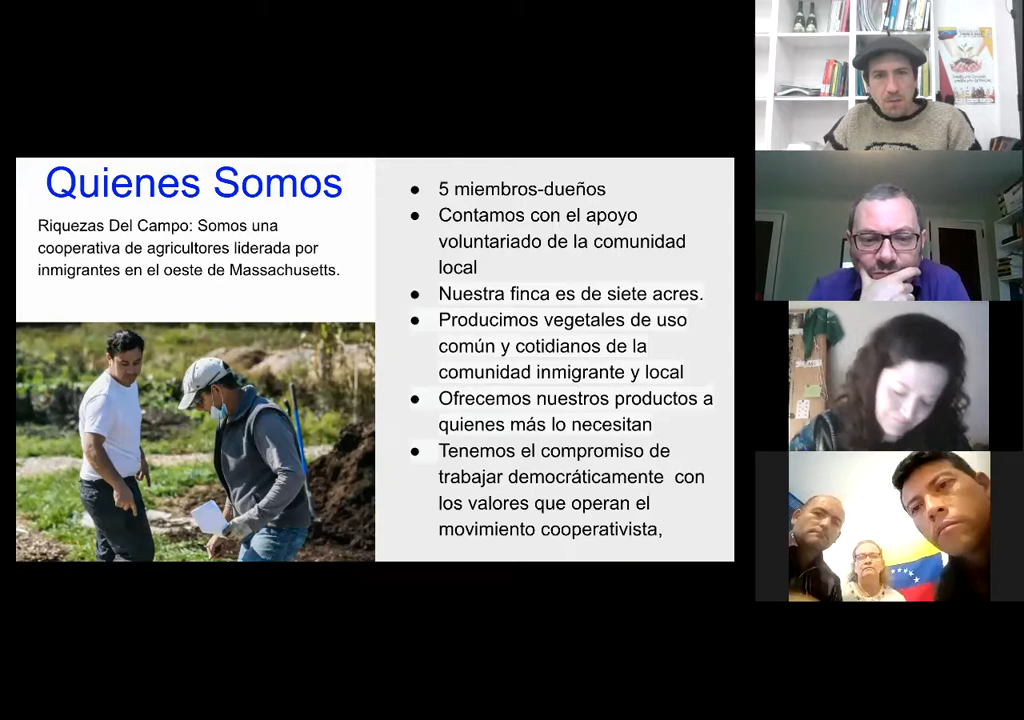 Quienes Somos
Riquezas Del Campo: Somos una
cooperativa de agricultores liderada por
inmigrantes en el oeste de Massachusetts.
● 5 miembros-dueños
● Contamos con el apoyo
voluntariado de la comunidad
local
● Nuestra finca es de siete acres.
● Producimos vegetales de uso
común y cotidianos de la
comunidad inmigrante y local
● Ofrecemos nuestros productos a
quienes más lo necesitan
● Tenemos el compromiso de
trabajar democráticamente  con
los valores que operan el
movimiento cooperativista,